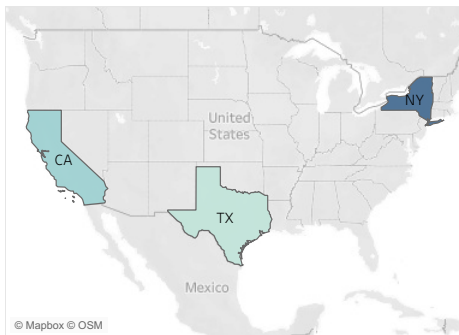 NY
United
States
CA
TX
Mexico
© Mapbox © OSM